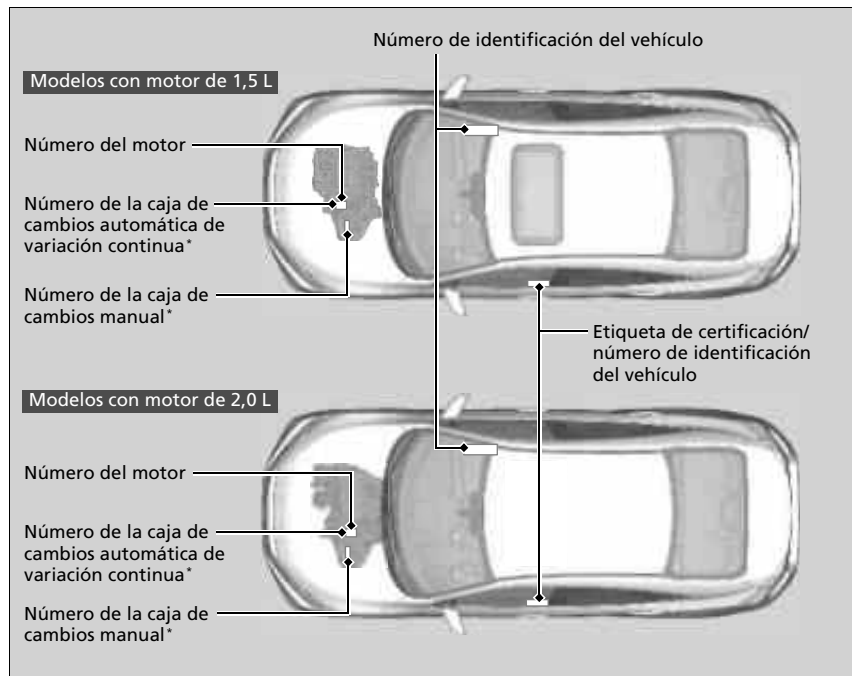 Número de identificación del vehículo
Modelos con motor de 1,5 L
Número del motor
Número de la caja de
cambios automática de
variación continua*
Número de la caja de
cambios manual*
Etiqueta de certificación/
número de identificación
del vehículo
Modelos con motor de 2,0 L
Número del motor
Número de la caja de
cambios automática de
variación continua*
Número de la caja de
cambios manual*